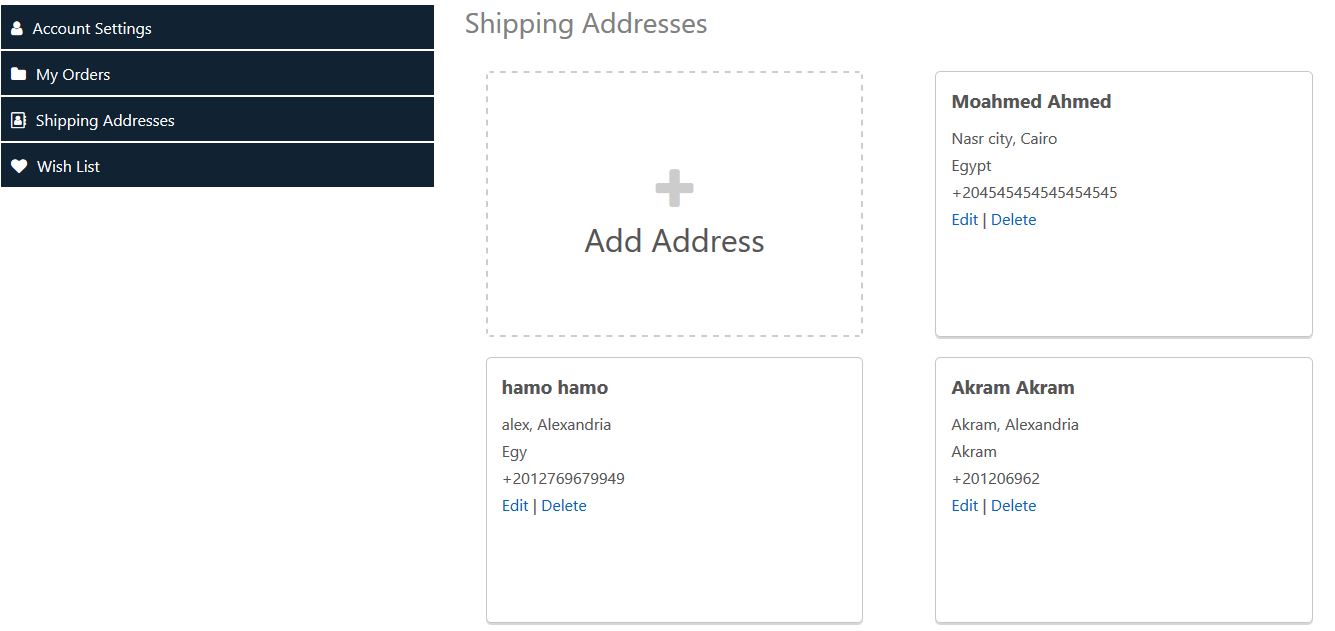 Account Settings
My Orders
Shipping Addresses
Wish List
Shipping Addresses
Add Address
Moahmed Ahmed
Nasr city, Cairo
Egypt
+204545454545454545
Edit | Delete
hamo hamo
alex, Alexandria
Egy
+2012769679949
Edit | Delete
Akram Akram
Akram, Alexandria
Akram
+201206962
Edit | Delete